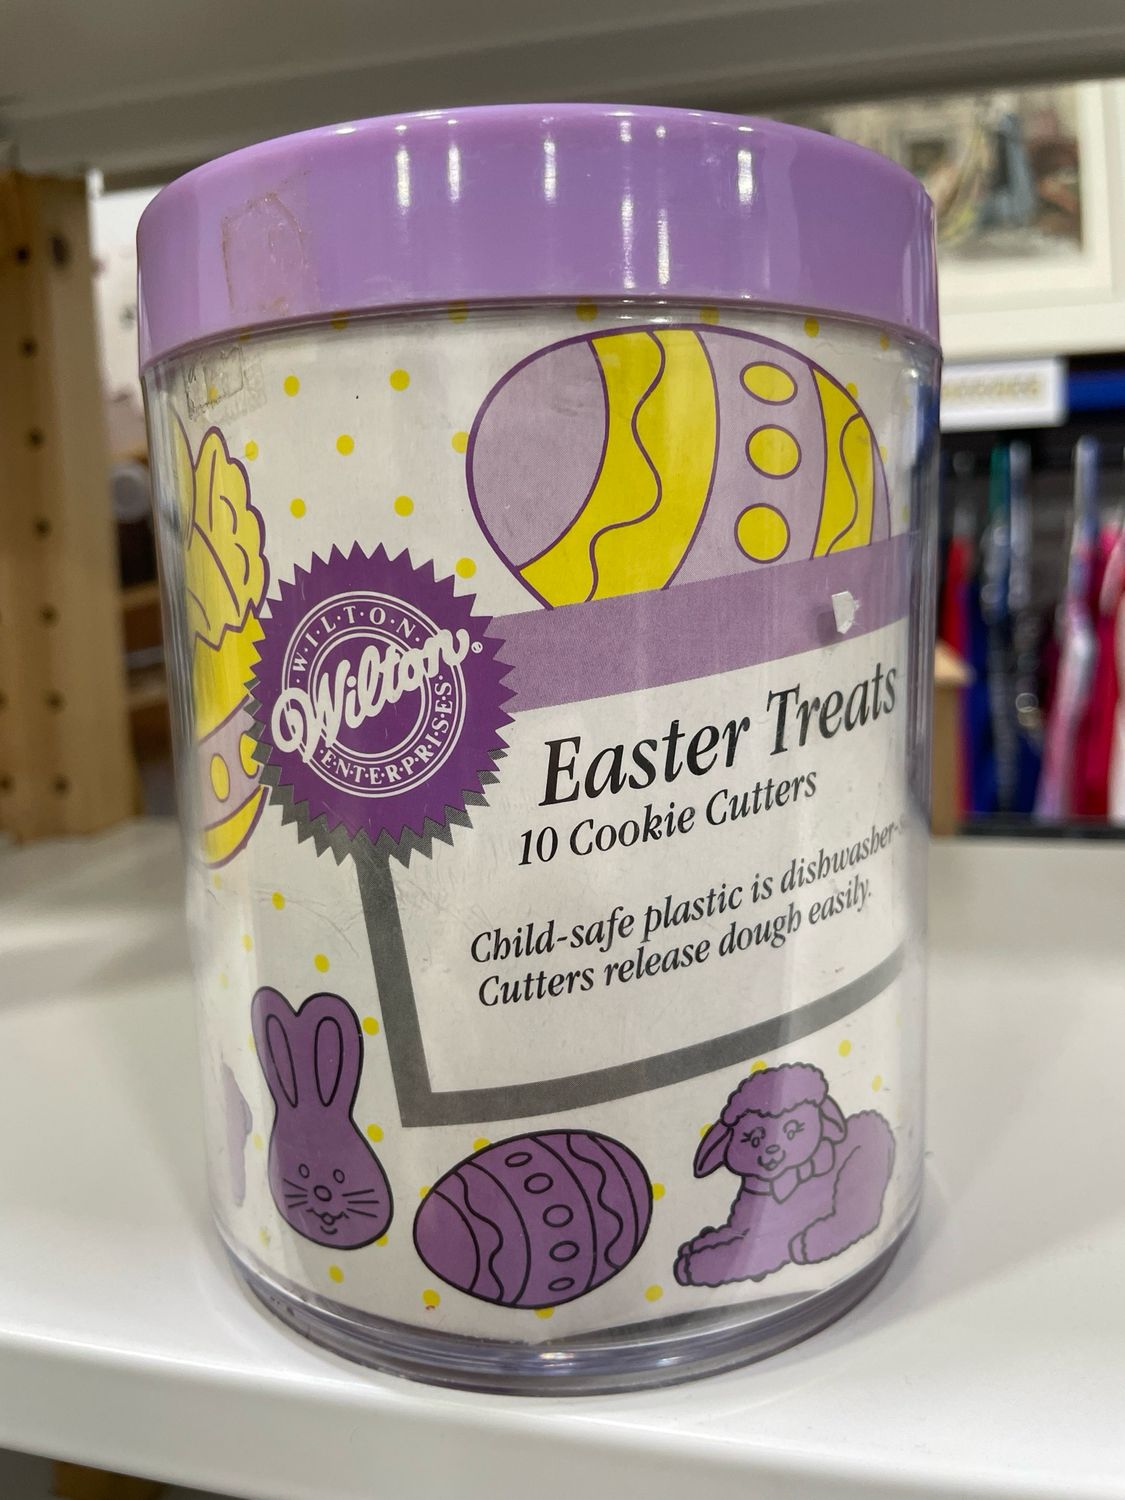 WILTON
Wilton®
ENTERPRISES
Easter Treats
10 Cookie Cutters
Child-safe plastic is dishwasher-
Cutters release dough easily.